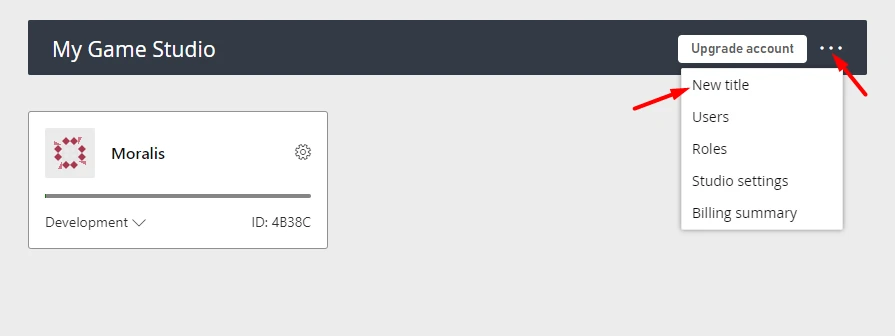 My Game Studio
Upgrade account
New title
Users
Roles
Studio settings
Billing summary
Moralis
Development
ID: 4B38C